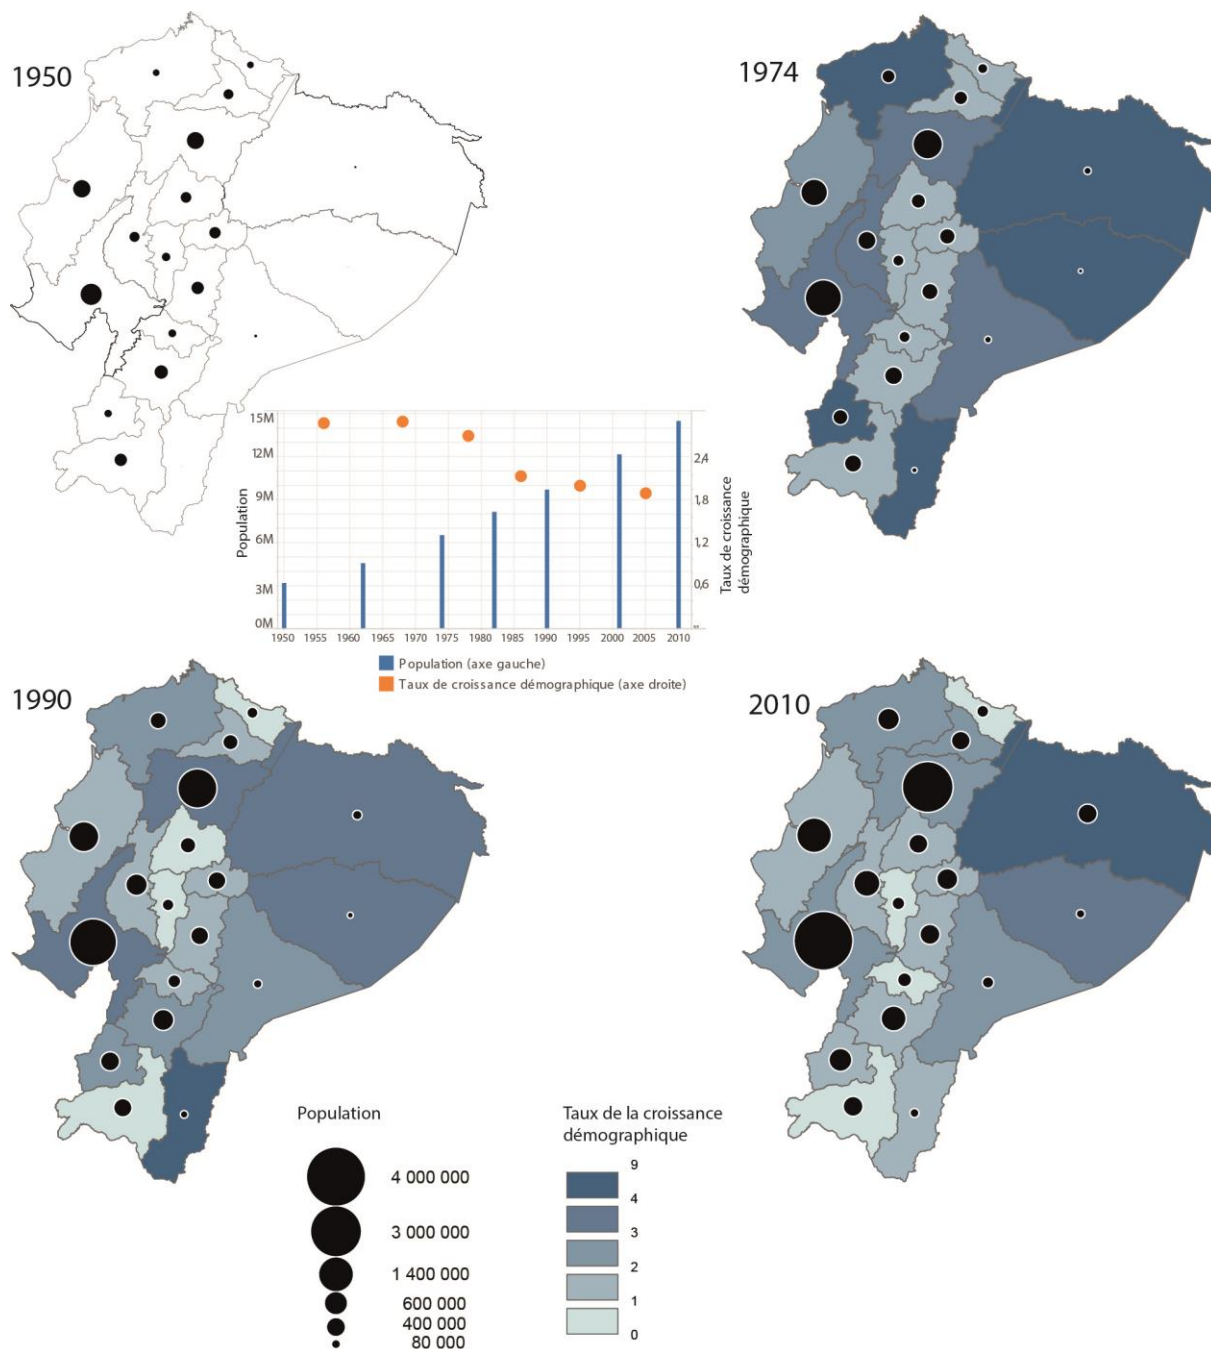 1950
1974
15M
12M
9M
6M
3M
0M
Population
2,4
1,8
1,2
0,6
Taux de croissance
démographique
1950 1955 1960 1965 1970 1975 1980 1985 1990 1995 2000 2005 2010
Population (axe gauche)
Taux de croissance démographique (axe droite)
1990
2010
Population
4 000 000
3 000 000
1 400 000
600 000
400 000
80 000
Taux de la croissance
démographique
9
4
3
2
1
0